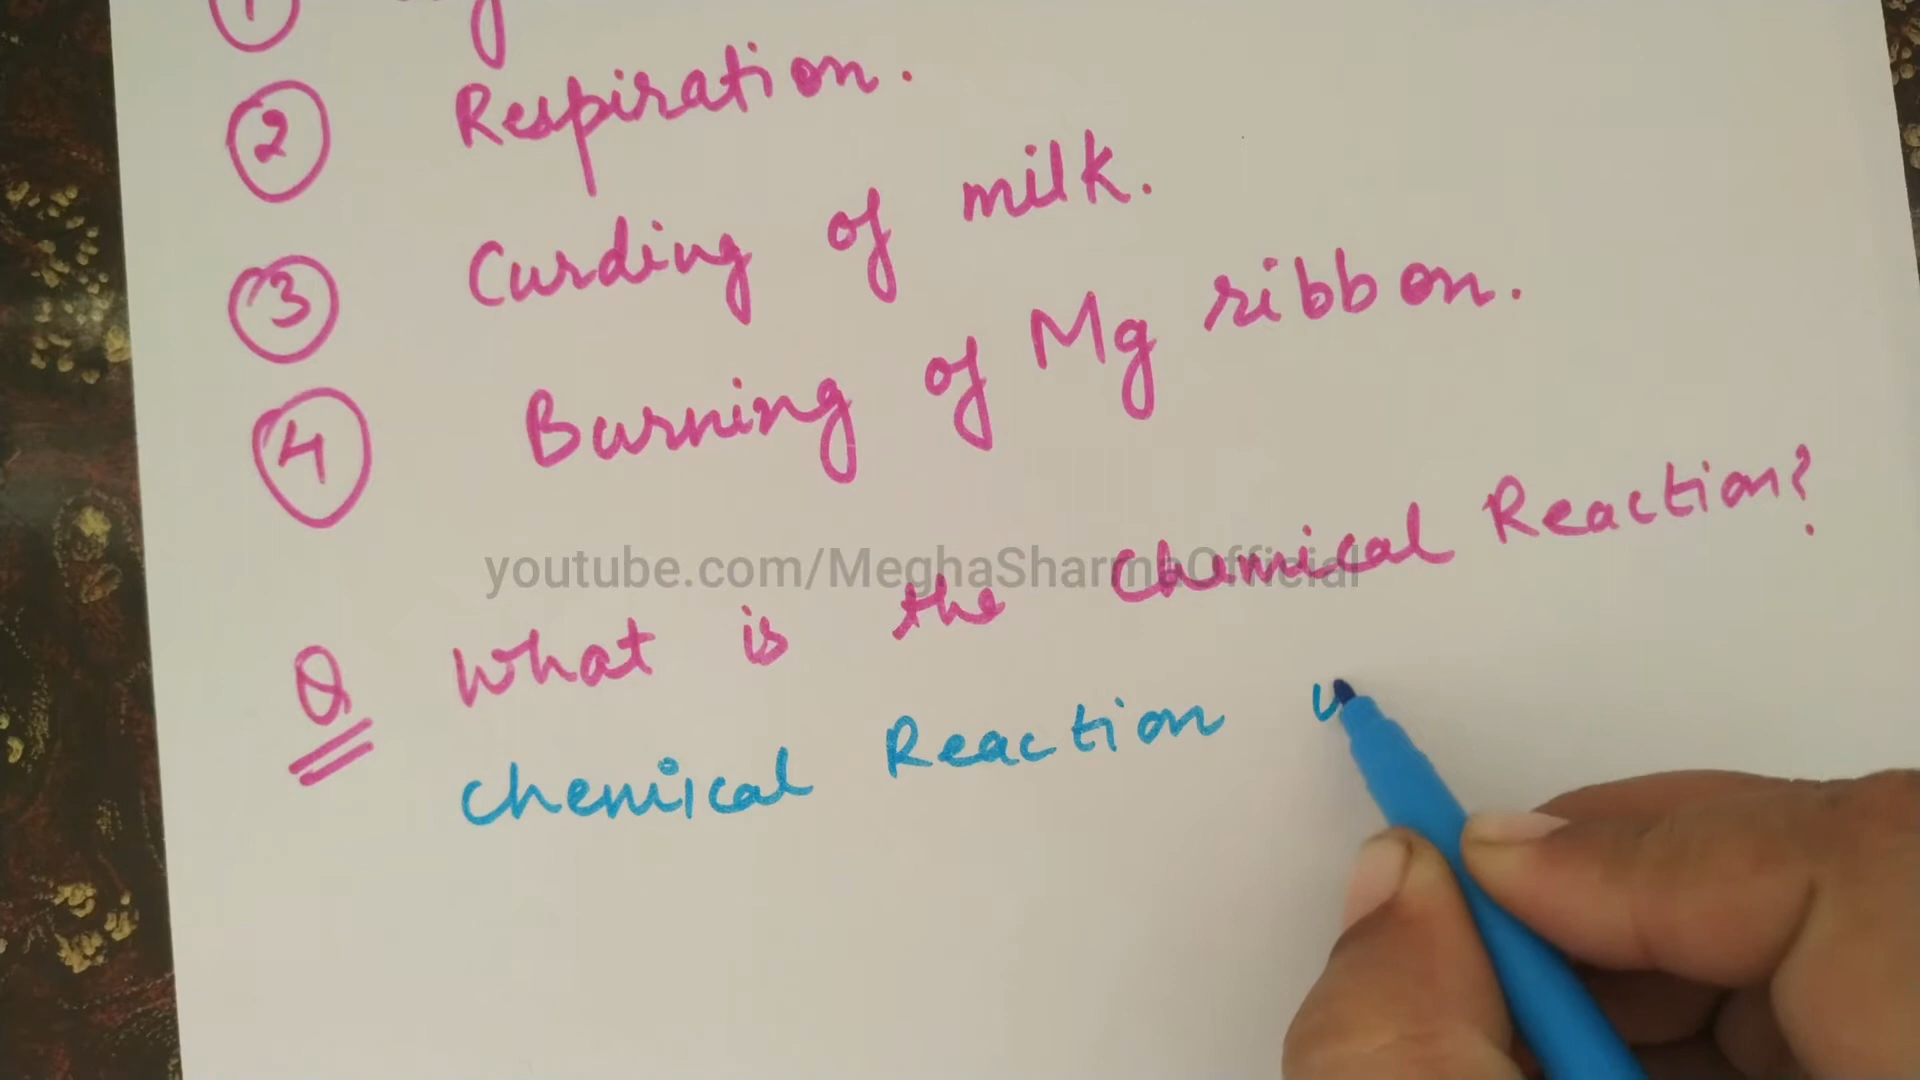 1
2 Respiration.
3 Curding of milk.
4 Burning of Mg ribbon.
youtube.com/MeghaSharmaOfficial
Q What is the chemical Reaction?
chemical Reaction